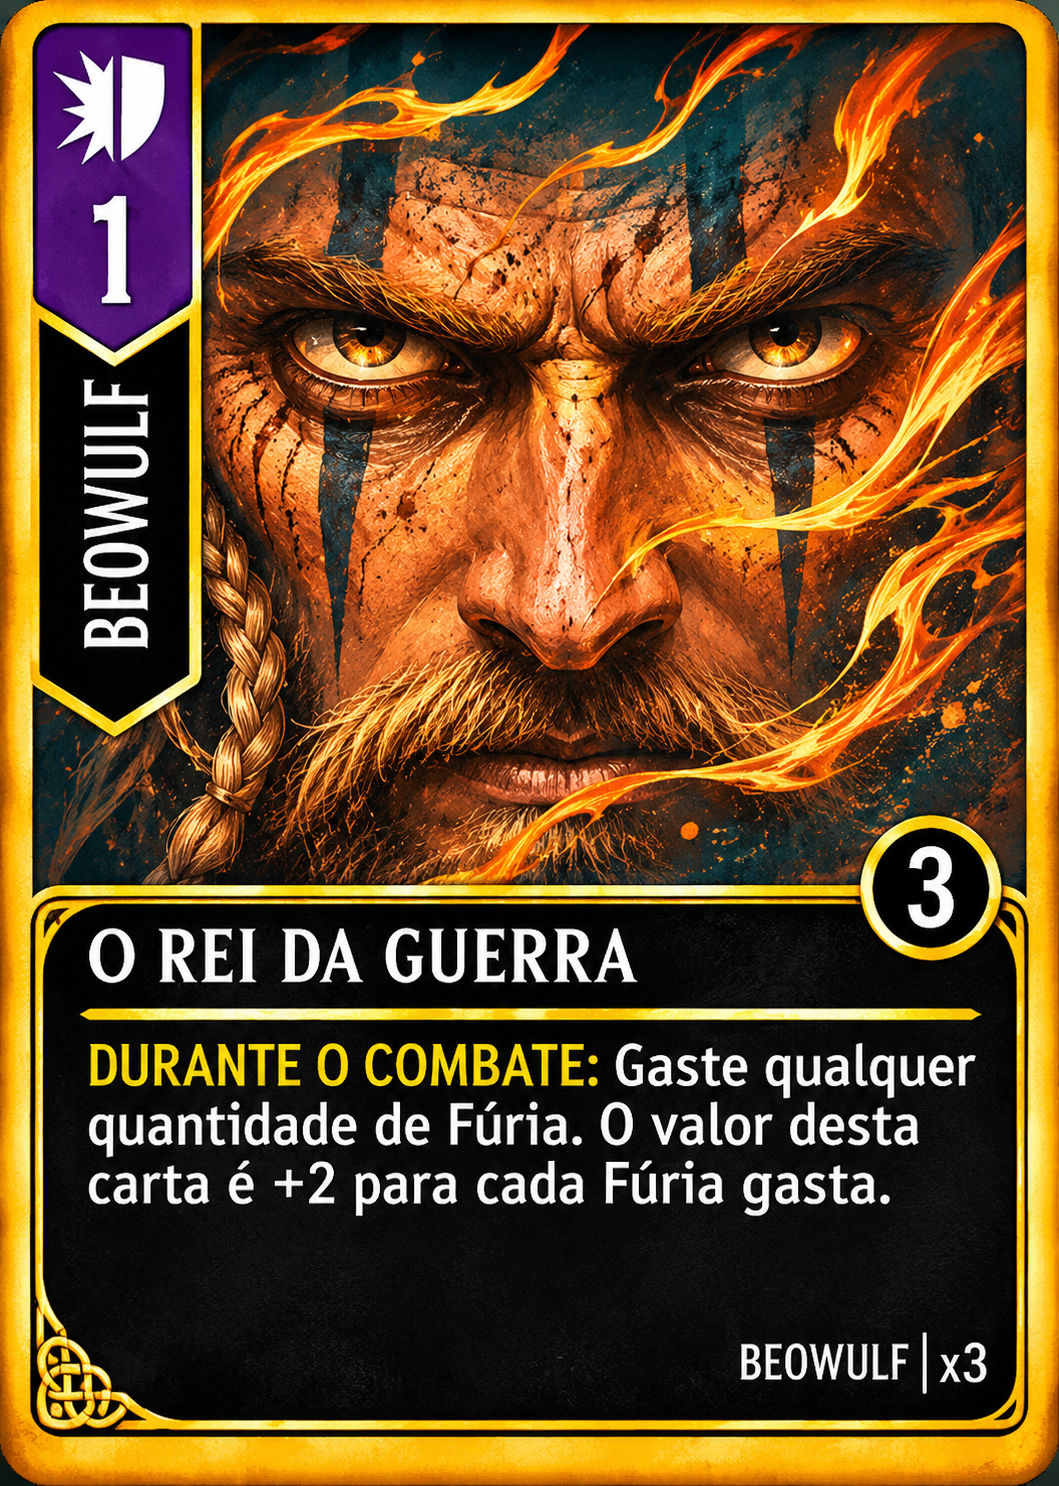 1
BEOWULF
3
O REI DA GUERRA
DURANTE O COMBATE: Gaste qualquer
quantidade de Fúria. O valor desta
carta é +2 para cada Fúria gasta.
BEOWULF | x3